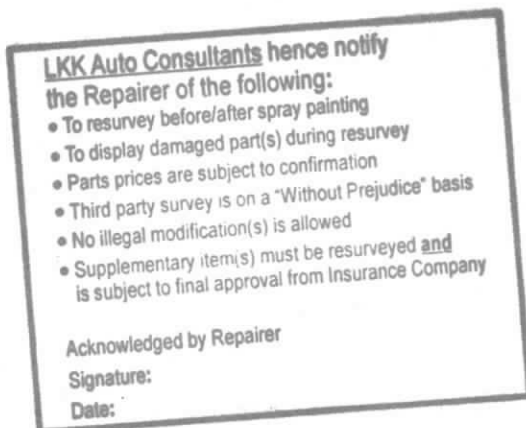 LKK Auto Consultants hence notify
the Repairer of the following:
• To resurvey before/after spray painting
• To display damaged part(s) during resurvey
• Parts prices are subject to confirmation
• Third party survey is on a "Without Prejudice" basis
• No illegal modification(s) is allowed
• Supplementary item(s) must be resurveyed and
is subject to final approval from Insurance Company
Acknowledged by Repairer
Signature:
Date: